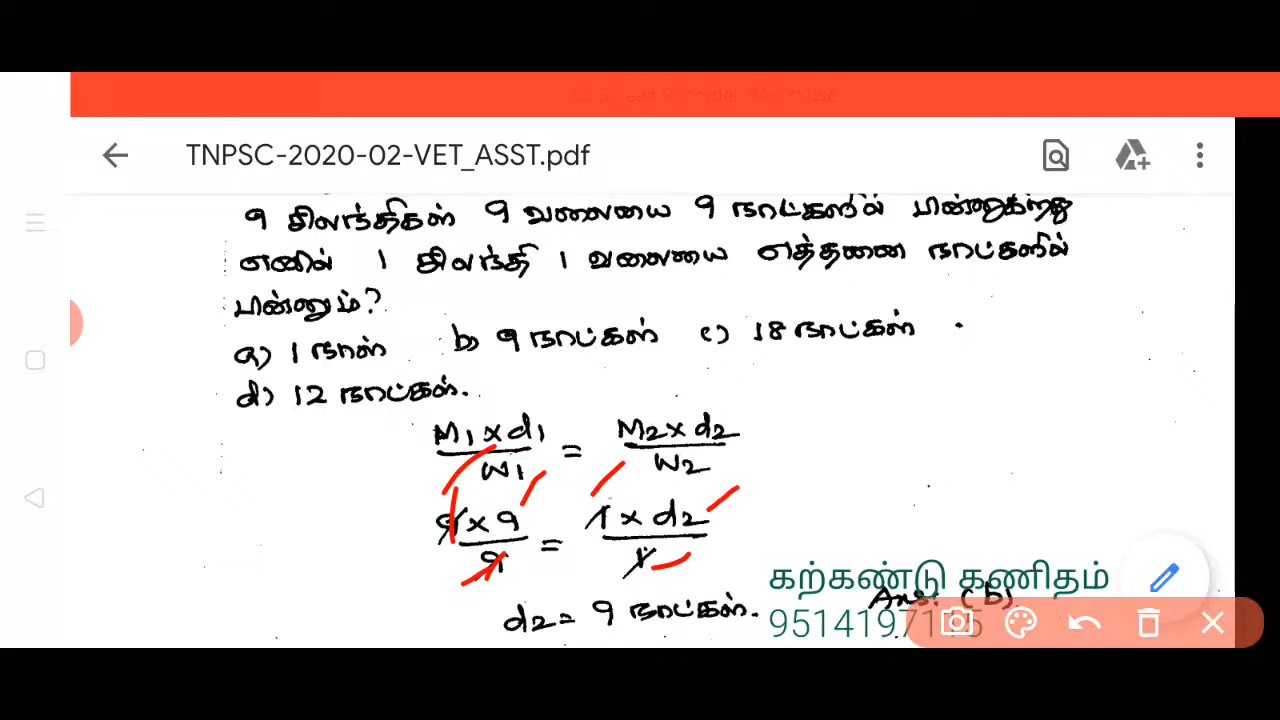 TNPSC-2020-02-VET_ASST.pdf
9 சிலந்திகள் 9 வலையை 9 நாட்களில் பின்னுகிறது
எனில் 1 சிலந்தி 1 வலையை எத்தனை நாட்களில்
பின்னும்?
a) 1 நாள் b) 9 நாட்கள் c) 18 நாட்கள்
d) 12 நாட்கள்.
M1 x d1 / W1 = M2 x d2 / W2
9 x 9 / 9 = 1 x d2 / 1
கற்கண்டு கணிதம்
d2 = 9 நாட்கள். Ans: (b)
9514197115